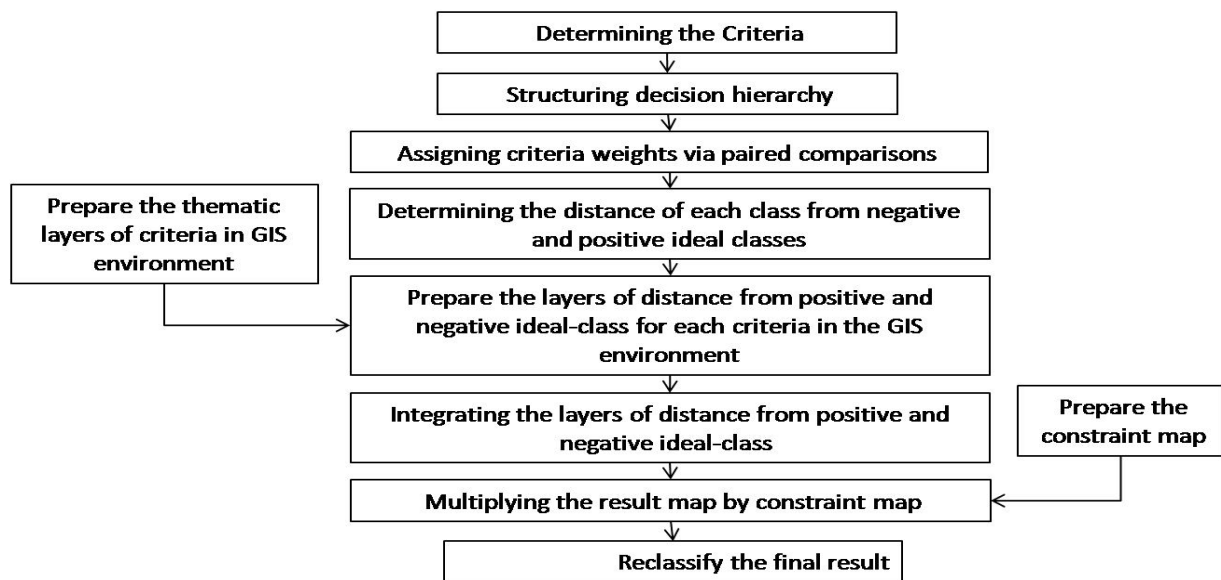 Determining the Criteria
Structuring decision hierarchy
Assigning criteria weights via paired comparisons
Prepare the thematic
layers of criteria in GIS
environment
Determining the distance of each class from negative
and positive ideal classes
Prepare the layers of distance from positive and
negative ideal-class for each criteria in the GIS
environment
Integrating the layers of distance from positive and
negative ideal-class
Prepare the
constraint map
Multiplying the result map by constraint map
Reclassify the final result